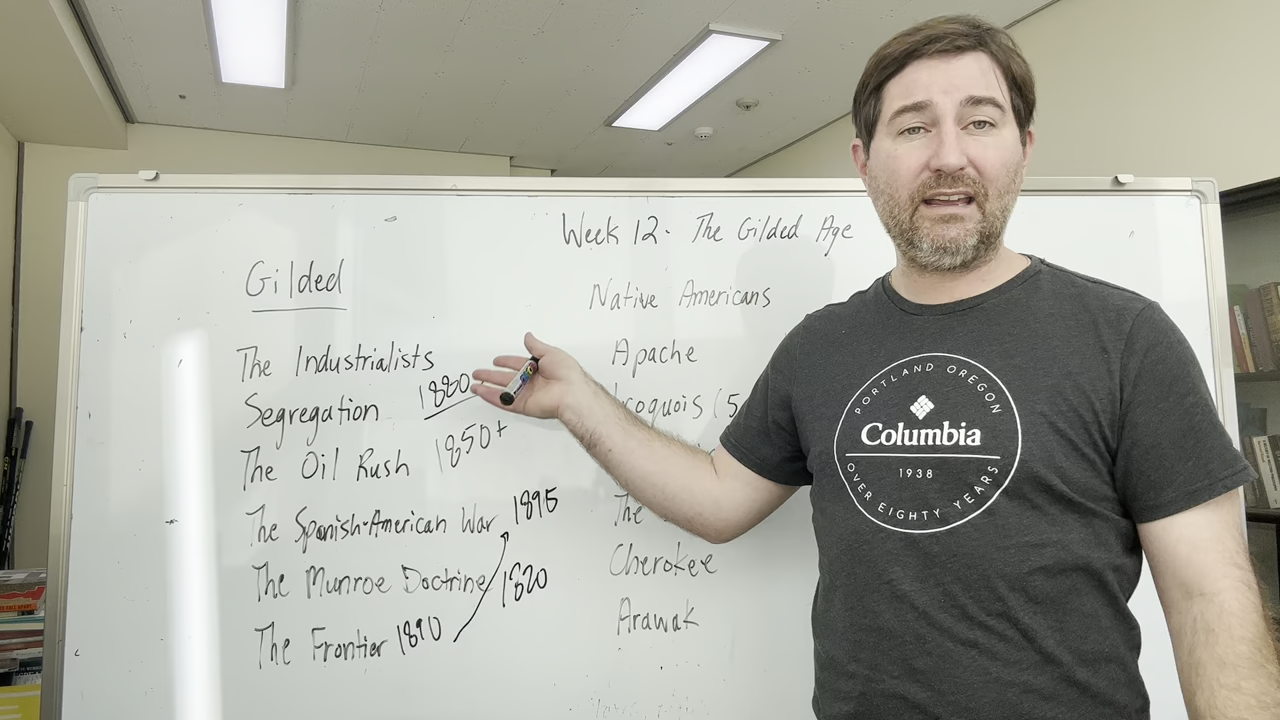 Week 12. The Gilded Age
Gilded
The Industrialists
Segregation 1880
The Oil Rush 1850+
The Spanish-American War 1895
The Munroe Doctrine 1820
The Frontier 1890
Native Americans
Apache
Iroquois (5
The
Cherokee
Arawak
PORTLAND OREGON
Columbia
1938
OVER EIGHTY YEARS